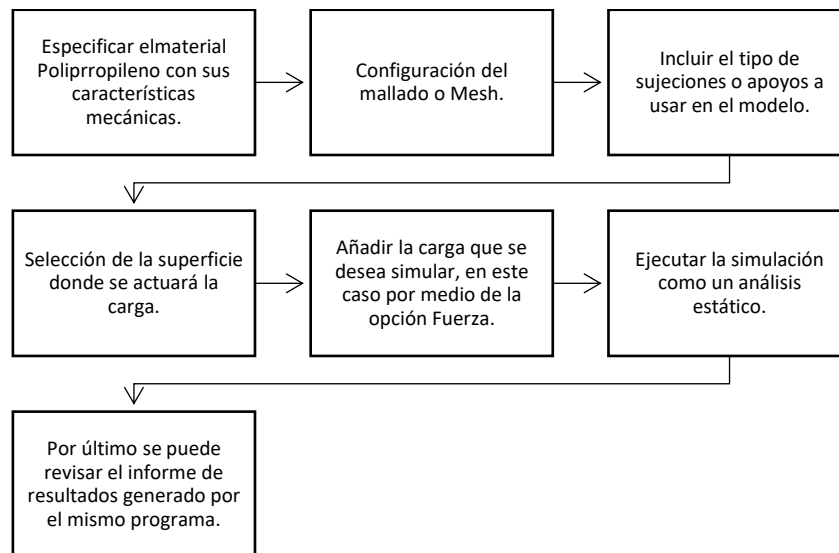 Especificar elmaterial
Poliprropileno con sus
características
mecánicas.
Configuración del
mallado o Mesh.
Incluir el tipo de
sujeciones o apoyos a
usar en el modelo.
Selección de la superficie
donde se actuará la
carga.
Añadir la carga que se
desea simular, en este
caso por medio de la
opción Fuerza.
Ejecutar la simulación
como un análisis
estático.
Por último se puede
revisar el informe de
resultados generado por
el mismo programa.